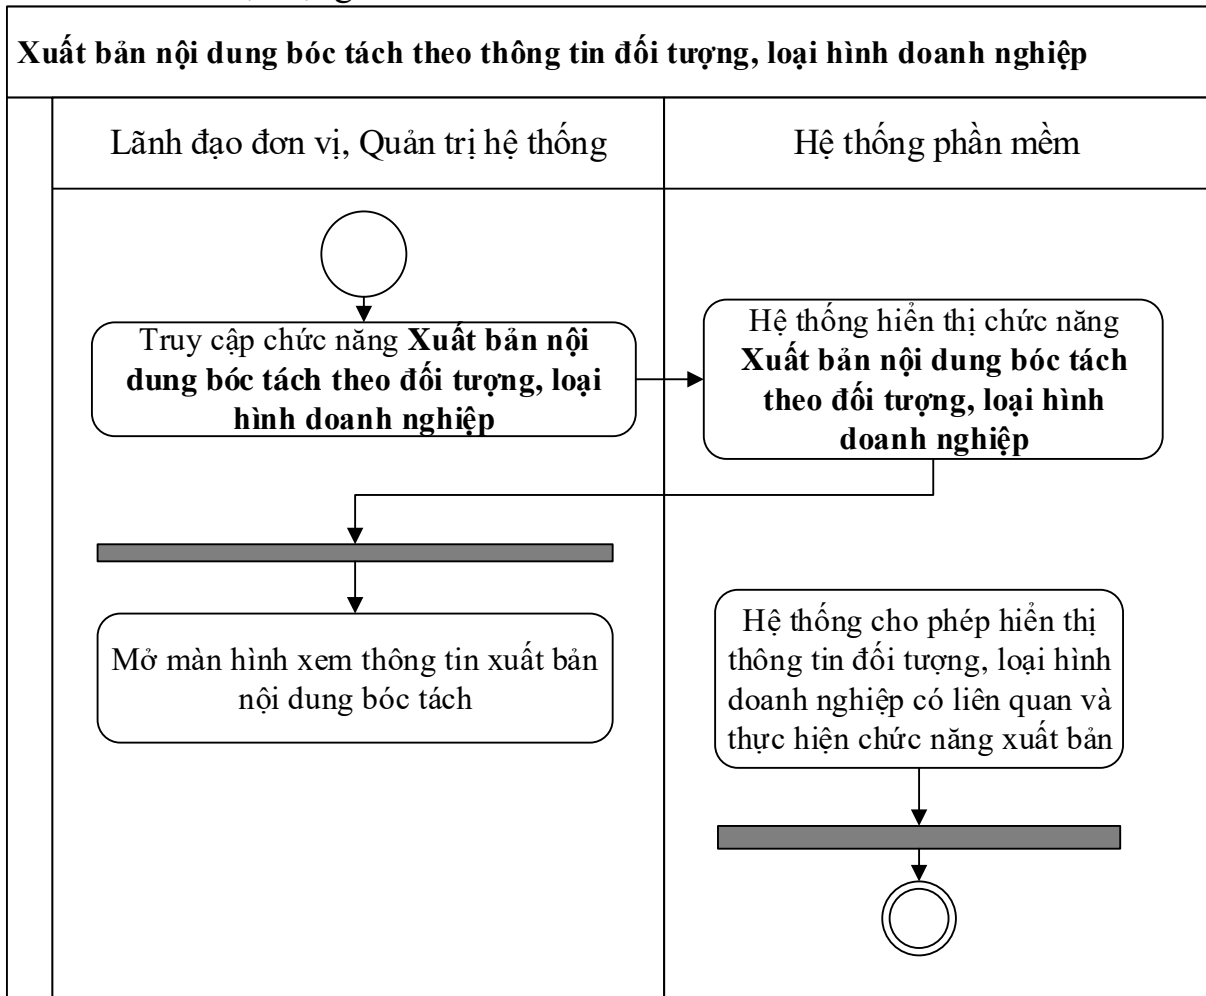 Xuất bản nội dung bóc tách theo thông tin đối tượng, loại hình doanh nghiệp
Lãnh đạo đơn vị, Quản trị hệ thống
Hệ thống phần mềm
Truy cập chức năng Xuất bản nội
dung bóc tách theo đối tượng, loại
hình doanh nghiệp
Hệ thống hiển thị chức năng
Xuất bản nội dung bóc tách
theo đối tượng, loại hình
doanh nghiệp
Mở màn hình xem thông tin xuất bản
nội dung bóc tách
Hệ thống cho phép hiển thị
thông tin đối tượng, loại hình
doanh nghiệp có liên quan và
thực hiện chức năng xuất bản